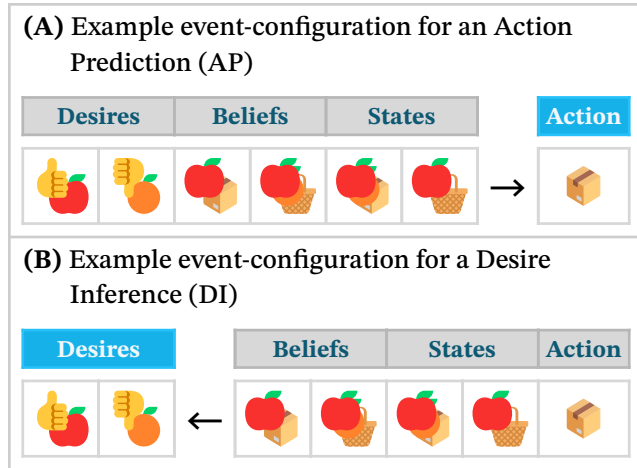 (A) Example event-configuration for an Action
Prediction (AP)
Desires Beliefs States Action
(B) Example event-configuration for a Desire
Inference (DI)
Desires Beliefs States Action